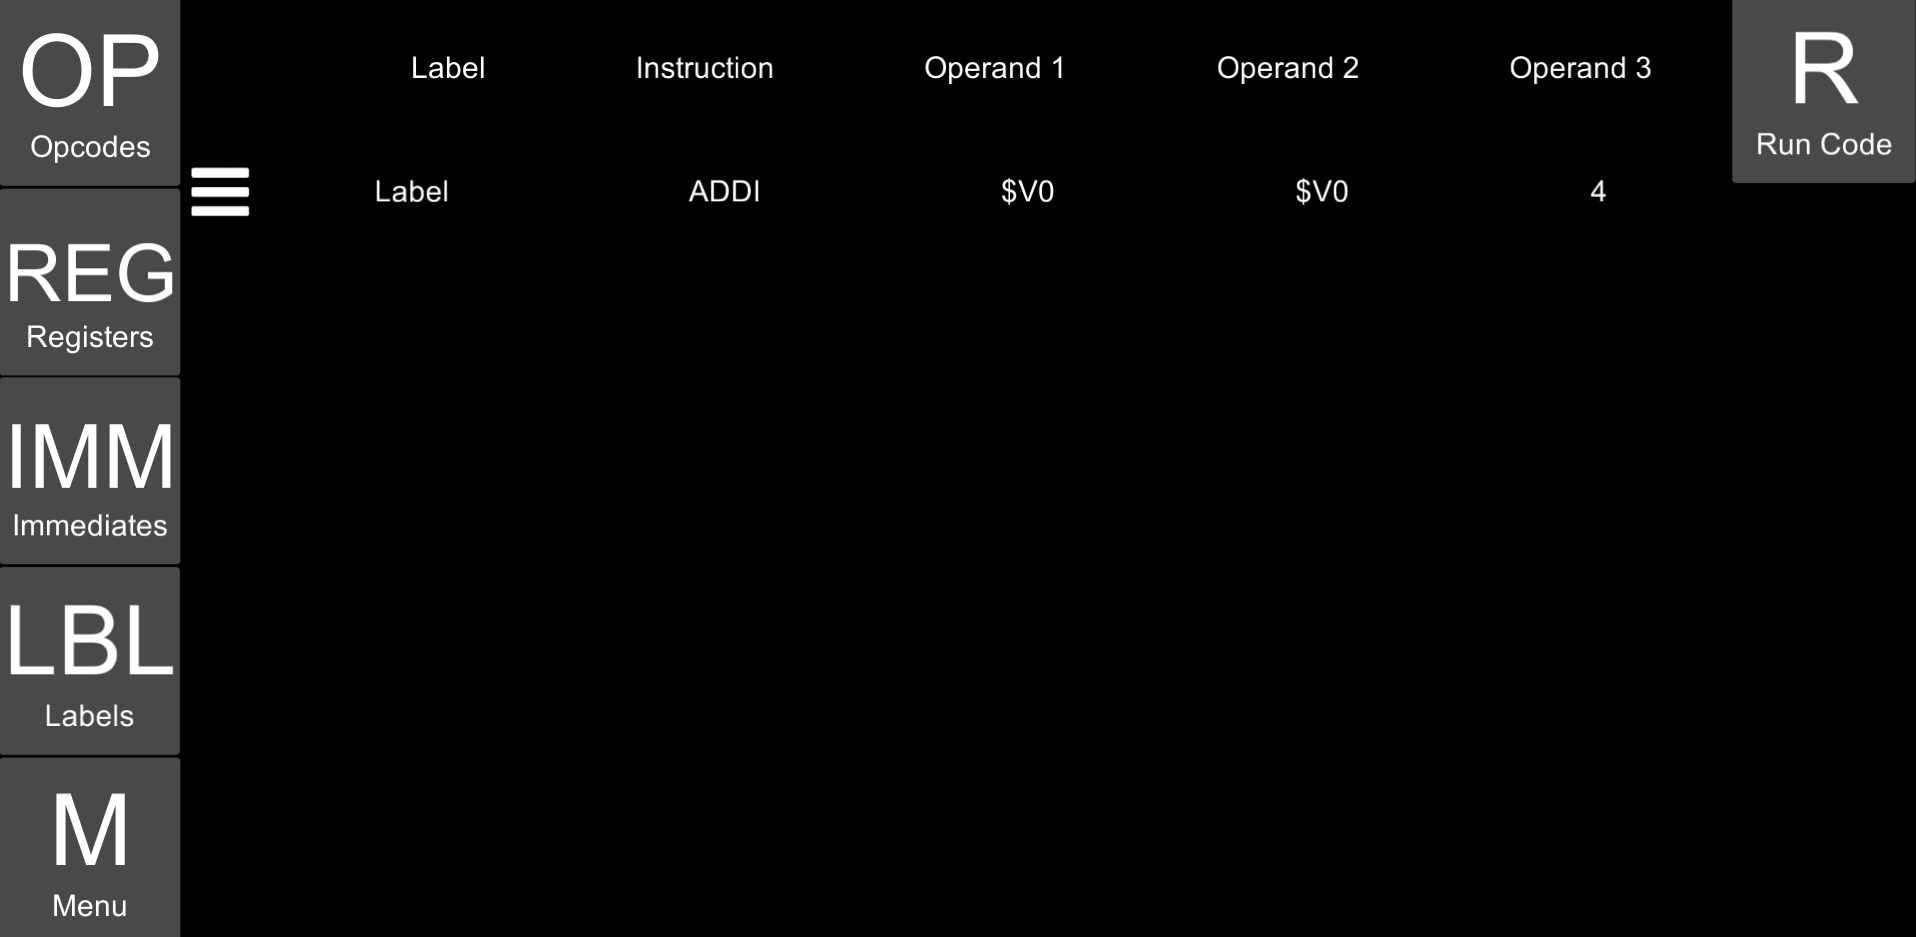 OP
Opcodes
REG
Registers
IMM
Immediates
LBL
Labels
M
Menu
Label Instruction Operand 1 Operand 2 Operand 3
Label ADDI $V0 $V0 4
R
Run Code